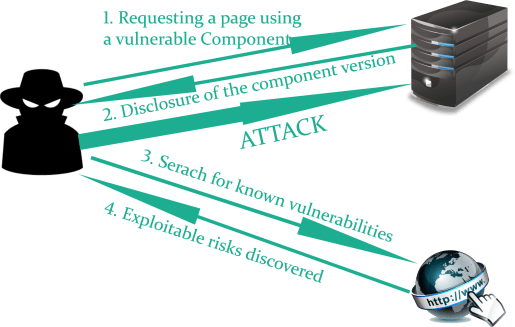 1. Requesting a page using
a vulnerable Component
2. Disclosure of the component version
ATTACK
3. Serach for known vulnerabilities
4. Exploitable risks discovered
http://www.